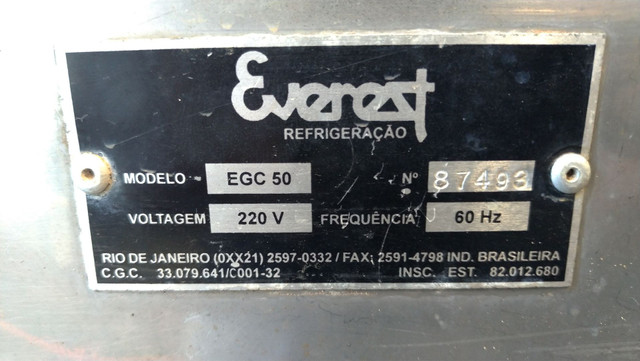 Everest
REFRIGERAÇÃO
MODELO EGC 50 Nº 87493
VOLTAGEM 220 V FREQUÊNCIA 60 Hz
RIO DE JANEIRO (0XX21) 2597-0332 / FAX: 2591-4798 IND. BRASILEIRA
C.G.C. 33.079.641/0001-32 INSC. EST. 82.012.680